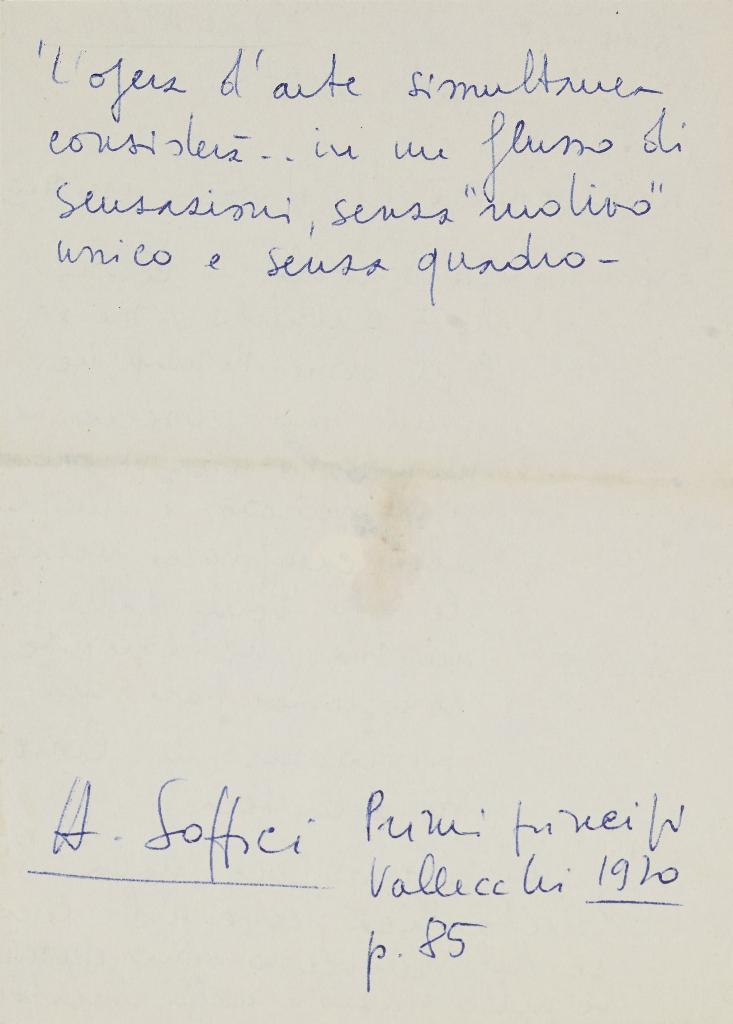 'L'opera d'arte simultanea
consisterà.. in un flusso di
sensazioni, senza "motivo"
unico e senza quadro-
A. Soffici
Primi principi
Vallecchi 1920
p. 85